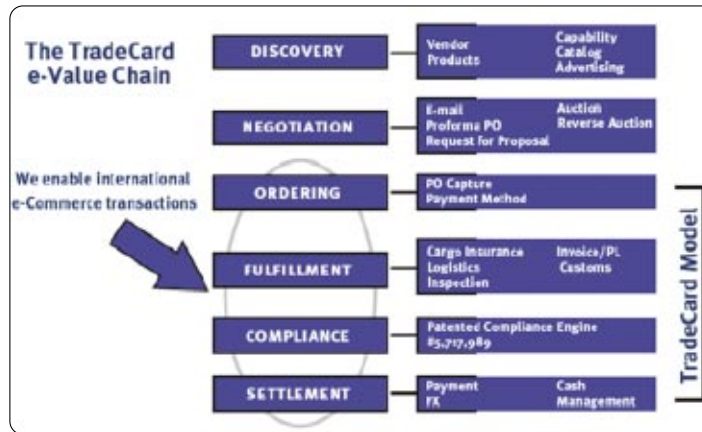 The TradeCard
e-Value Chain
DISCOVERY
Vendor
Products
Capability
Catalog
Advertising
NEGOTIATION
E-mail
Proforma PO
Request for Proposal
Auction
Reverse Auction
We enable international
e-Commerce transactions
ORDERING
PO Capture
Payment Method
FULFILLMENT
Cargo Insurance
Logistics
Inspection
Invoice/PL
Customs
COMPLIANCE
Patented Compliance Engine
#5,717,989
SETTLEMENT
Payment
FX
Cash
Management
TradeCard Model